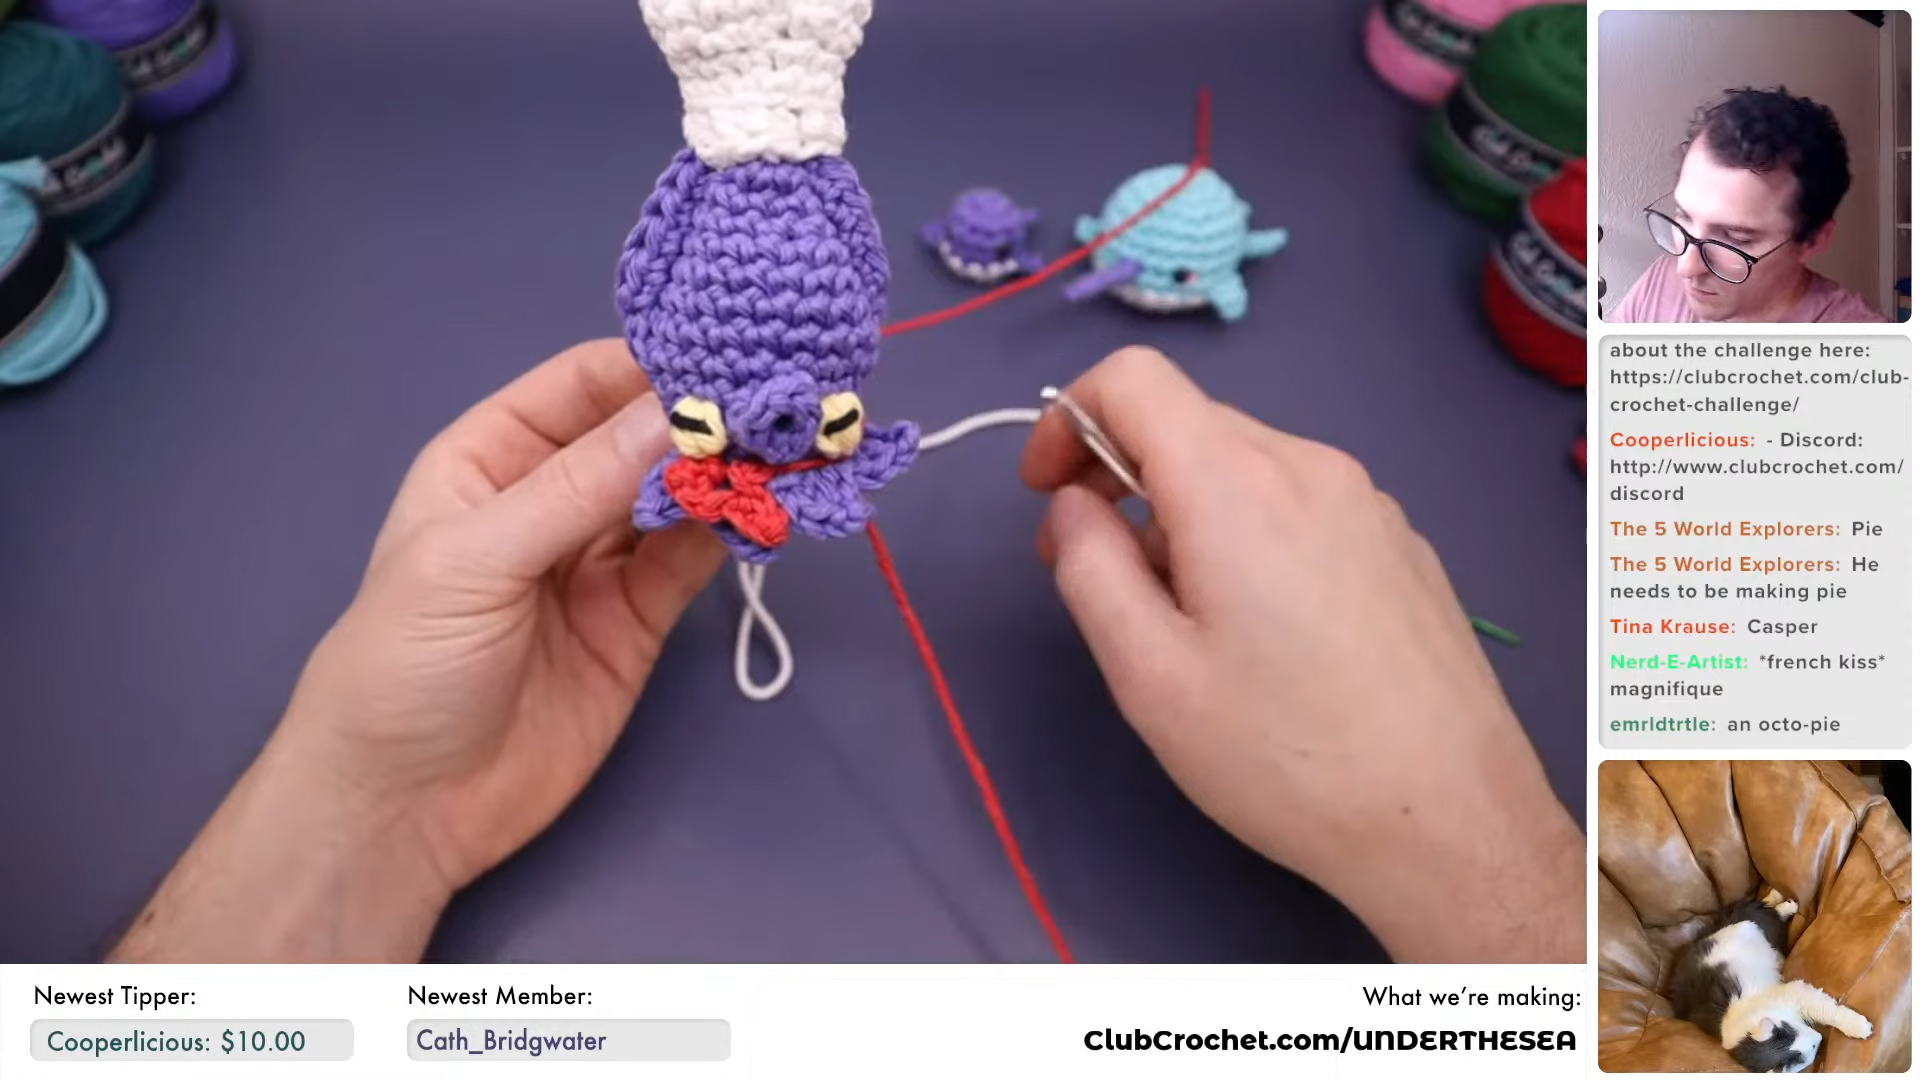 about the challenge here:
https://clubcrochet.com/club-
crochet-challenge/
Cooperlicious: - Discord:
http://www.clubcrochet.com/
discord
The 5 World Explorers: Pie
The 5 World Explorers: He
needs to be making pie
Tina Krause: Casper
Nerd-E-Artist: *french kiss*
magnifique
emrldtrtle: an octo-pie
Newest Tipper:
Cooperlicious: $10.00
Newest Member:
Cath_Bridgwater
What we're making:
ClubCrochet.com/UNDERTHESEA